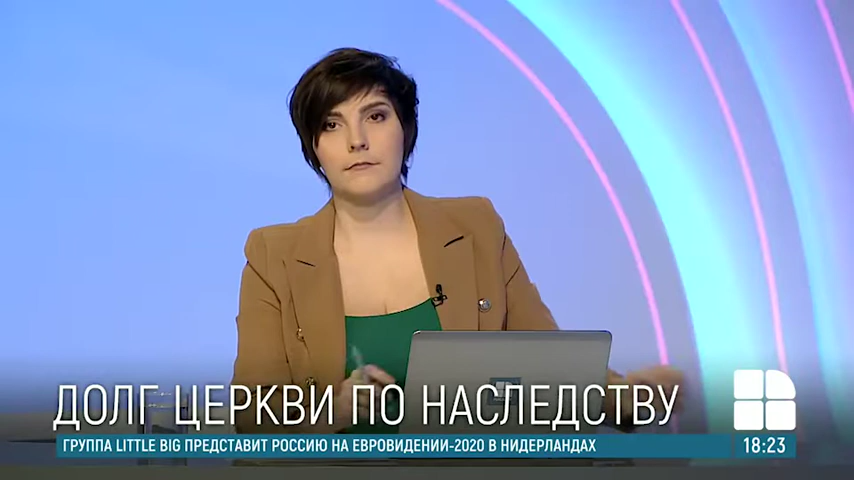 ДОЛГ ЦЕРКВИ ПО НАСЛЕДСТВУ
ГРУППА LITTLE BIG ПРЕДСТАВИТ РОССИЮ НА ЕВРОВИДЕНИИ-2020 В НИДЕРЛАНДАХ
18:23